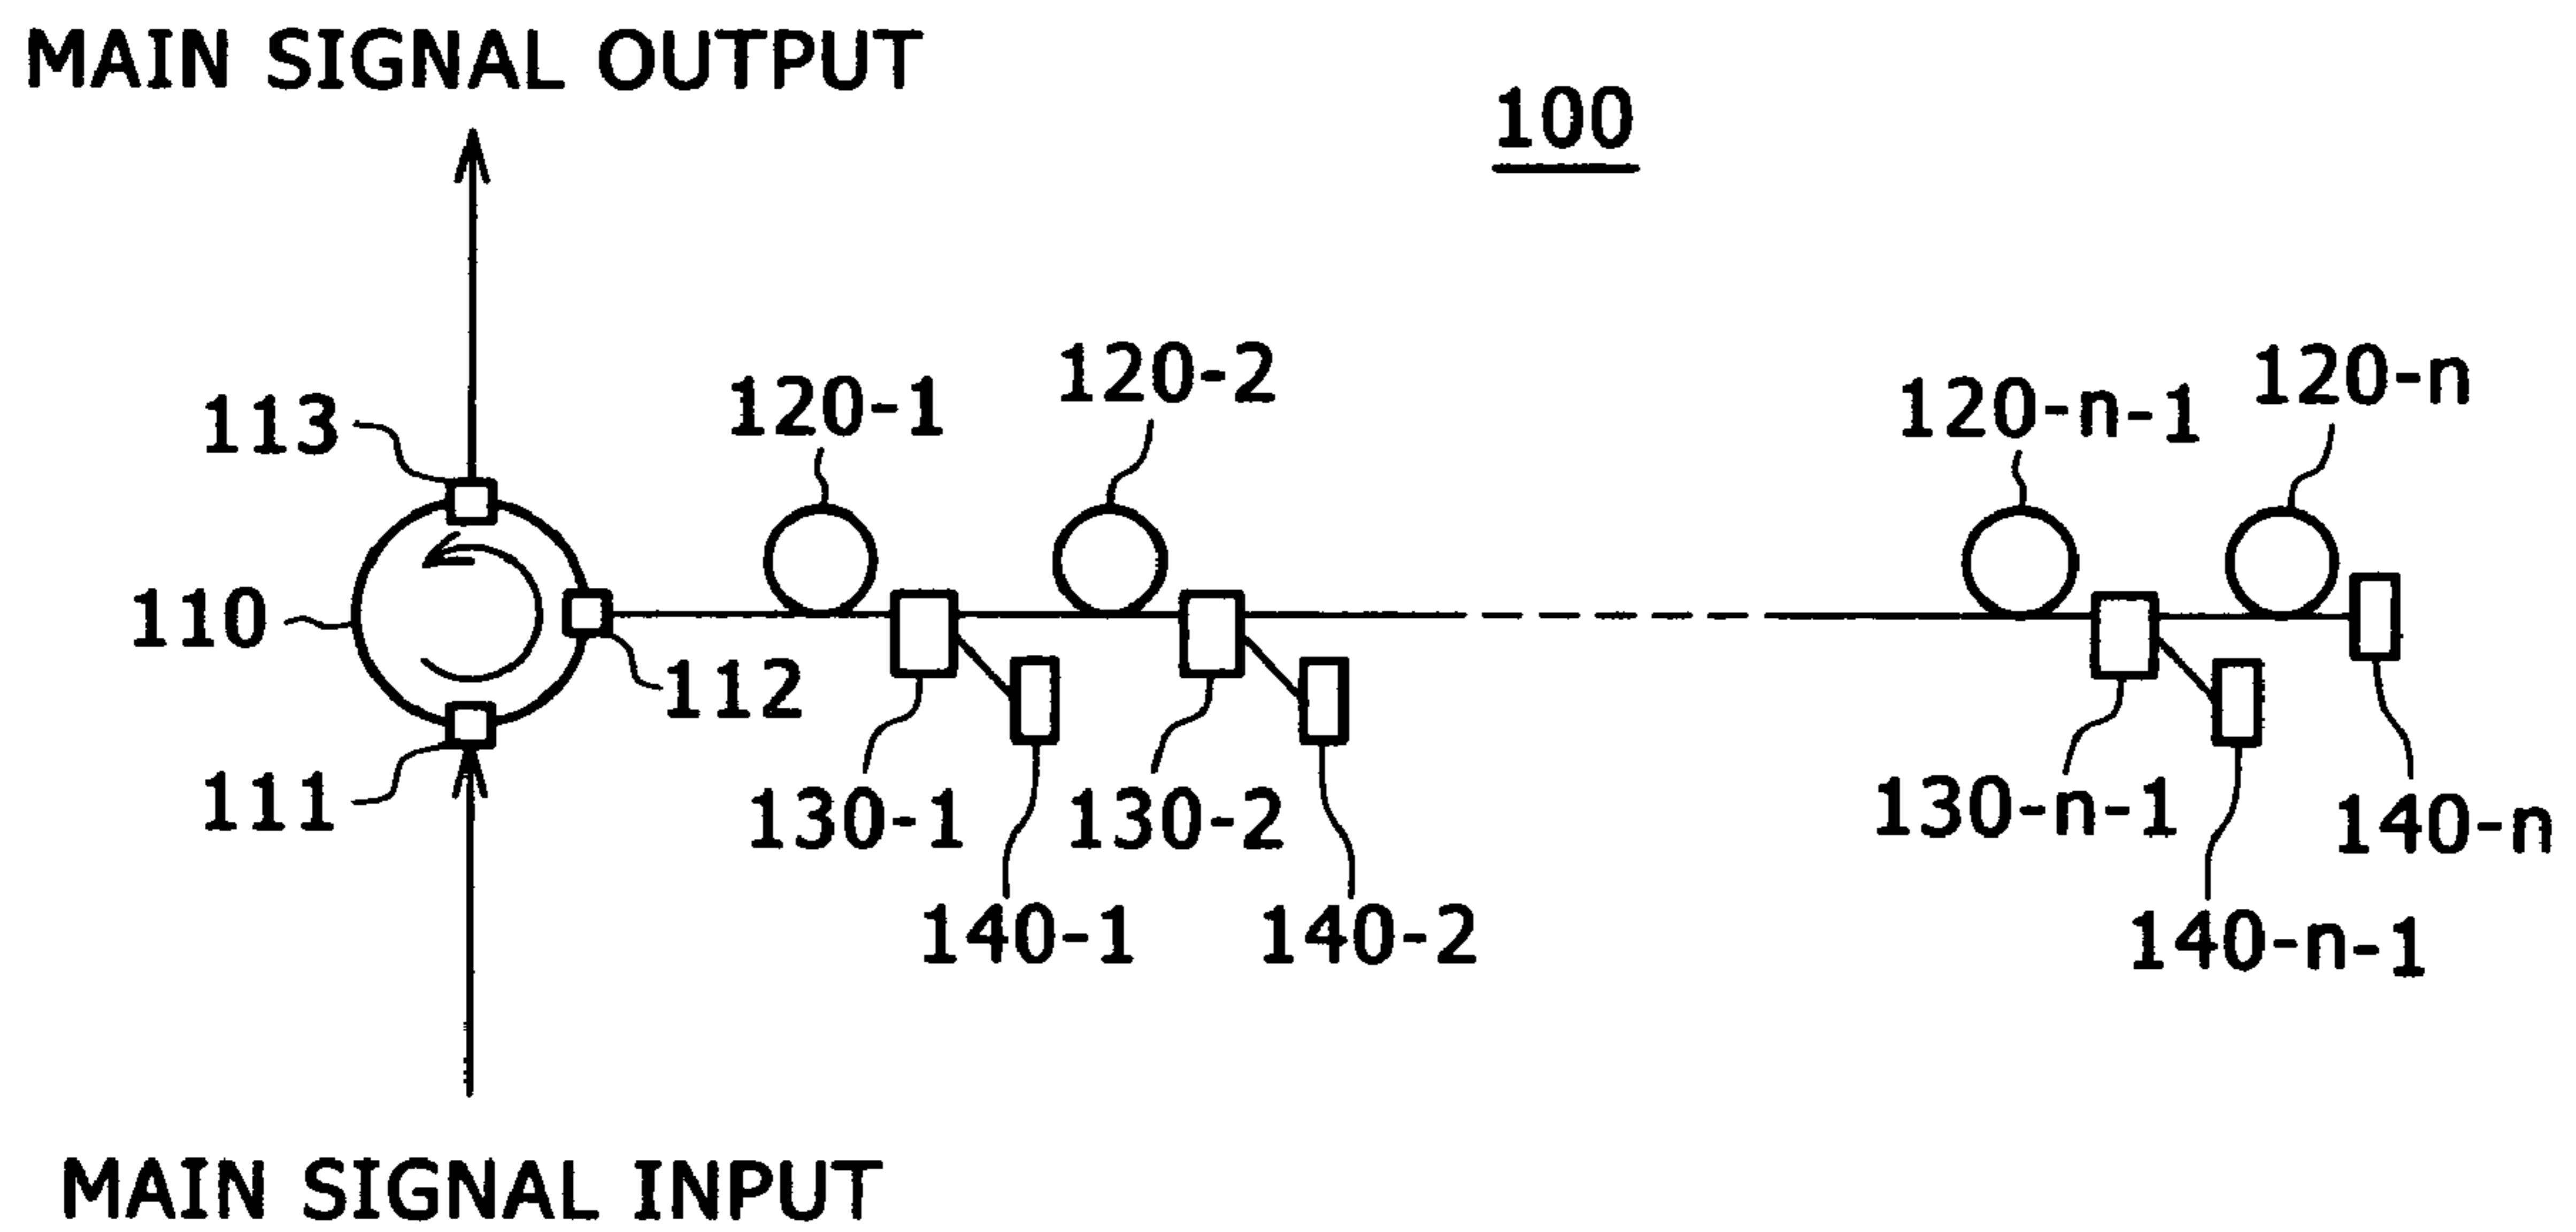 MAIN SIGNAL OUTPUT
100
120-2
120-n
120-1
120-n-1
113
110
112
111
130-1
130-2
130-n-1
140-n
140-1
140-2
140-n-1
MAIN SIGNAL INPUT